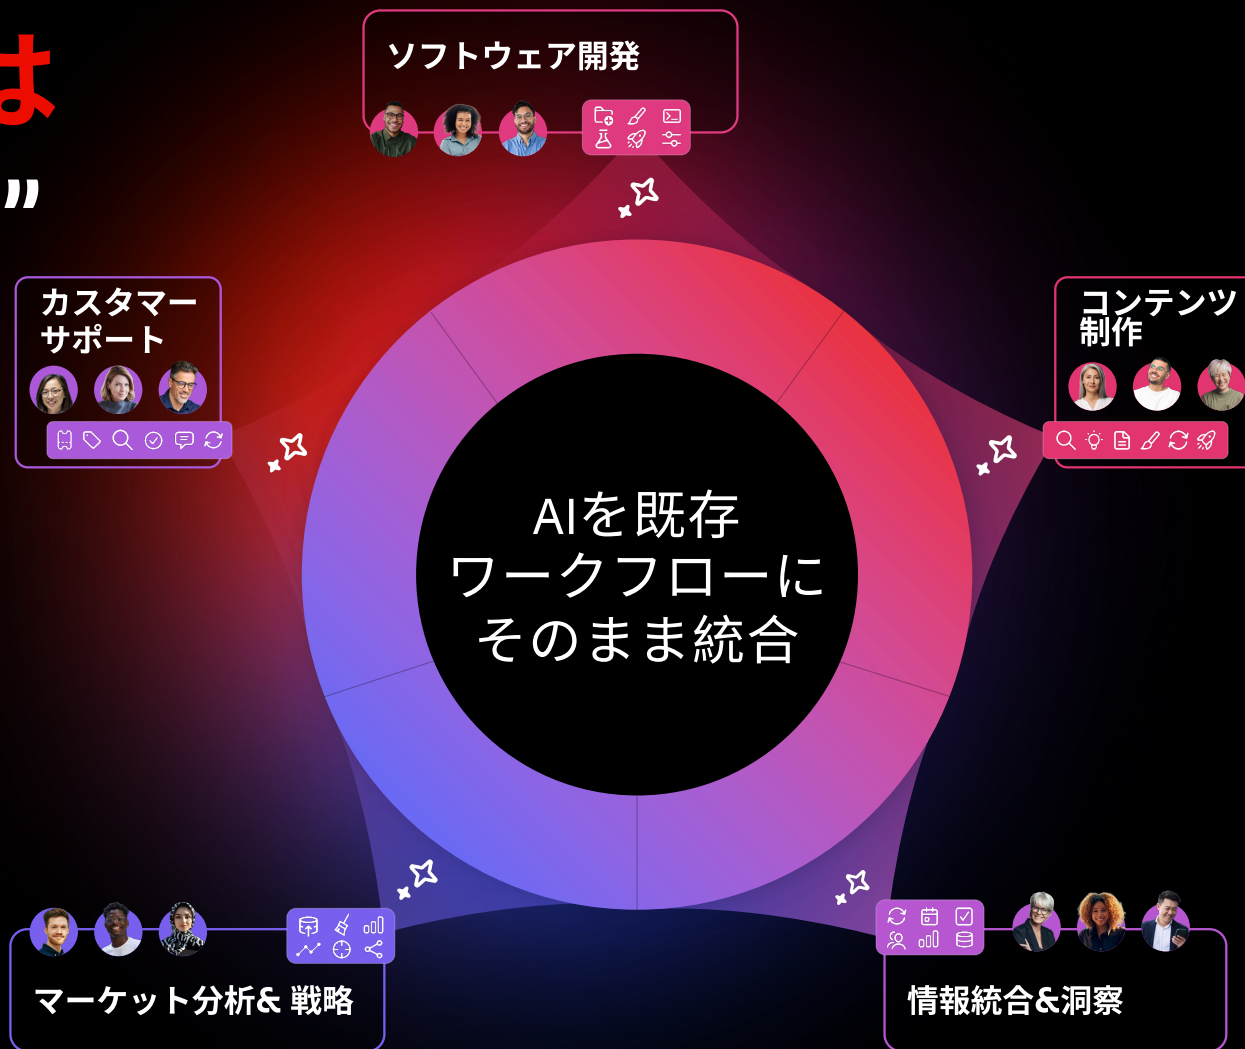 は
”
ソフトウェア開発
カスタマー
サポート
コンテンツ
制作
AIを既存
ワークフローに
そのまま統合
マーケット分析& 戦略
情報統合&洞察